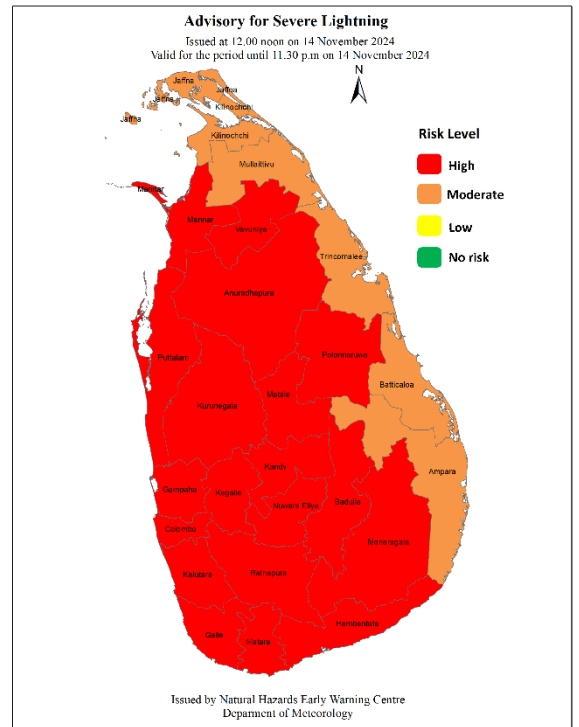 Advisory for Severe Lightning
Issued at 12.00 noon on 14 November 2024
Valid for the period until 11.30 p.m on 14 November 2024
N
Jaffna
Jaffna
Jaffna
Jaffna
Kilinochchi
Kilinochchi
Mullaittivu
Mannar
Mannar
Vavuniya
Trincomalee
Anuradhapura
Polonnaruwa
Puttalam
Batticaloa
Matale
Kurunegala
Kandy
Ampara
Gampaha
Kegalle
Nuwara Eliya
Badulla
Colombo
Moneragala
Kalutara
Ratnapura
Hambantota
Galle
Matara
Risk Level
High
Moderate
Low
No risk
Issued by Natural Hazards Early Warning Centre
Deparment of Meteorology